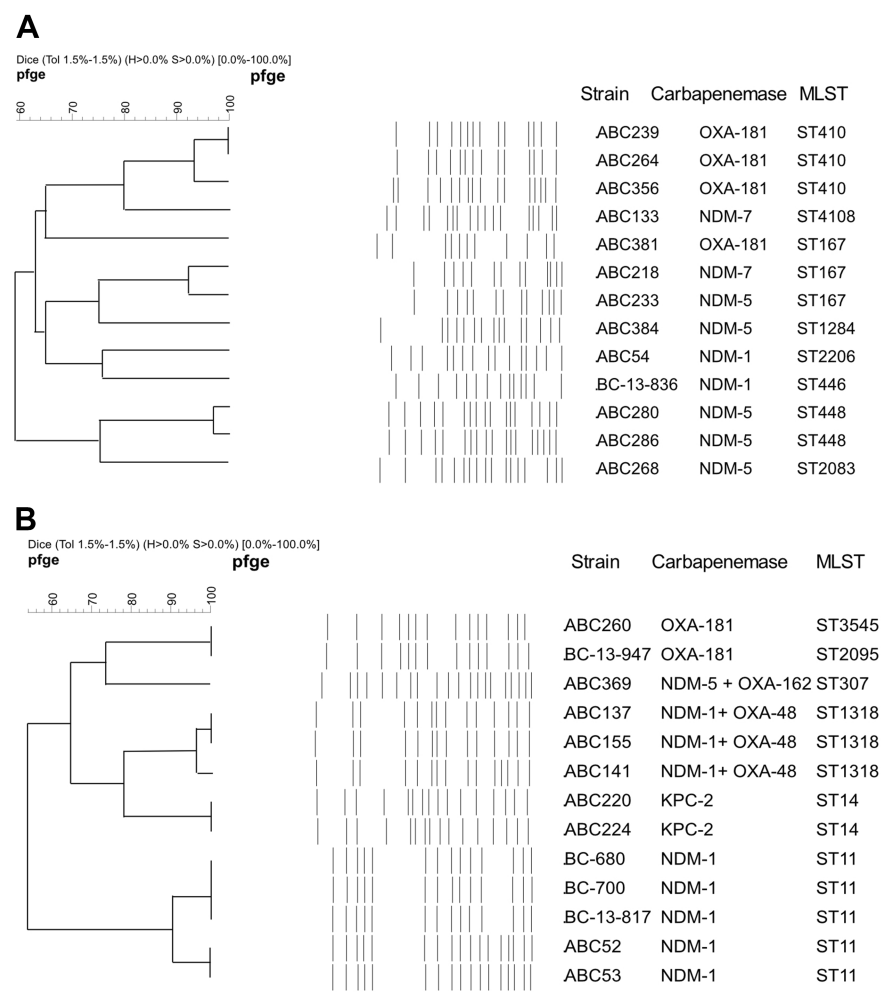 A
Dice (Tol 1.5%-1.5%) (H>0.0% S>0.0%) [0.0%-100.0%]
pfge pfge
60 70 80 90 100
Strain Carbapenemase MLST
.ABC239 OXA-181 ST410
.ABC264 OXA-181 ST410
.ABC356 OXA-181 ST410
.ABC133 NDM-7 ST4108
.ABC381 OXA-181 ST167
.ABC218 NDM-7 ST167
.ABC233 NDM-5 ST167
.ABC384 NDM-5 ST1284
.ABC54 NDM-1 ST2206
.BC-13-836 NDM-1 ST446
.ABC280 NDM-5 ST448
.ABC286 NDM-5 ST448
.ABC268 NDM-5 ST2083
B
Dice (Tol 1.5%-1.5%) (H>0.0% S>0.0%) [0.0%-100.0%]
pfge pfge
60 70 80 90 100
Strain Carbapenemase MLST
.ABC260 OXA-181 ST3545
.BC-13-947 OXA-181 ST2095
.ABC369 NDM-5 + OXA-162 ST307
.ABC137 NDM-1+ OXA-48 ST1318
.ABC155 NDM-1+ OXA-48 ST1318
.ABC141 NDM-1+ OXA-48 ST1318
.ABC220 KPC-2 ST14
.ABC224 KPC-2 ST14
.BC-680 NDM-1 ST11
.BC-700 NDM-1 ST11
.BC-13-817 NDM-1 ST11
.ABC52 NDM-1 ST11
.ABC53 NDM-1 ST11